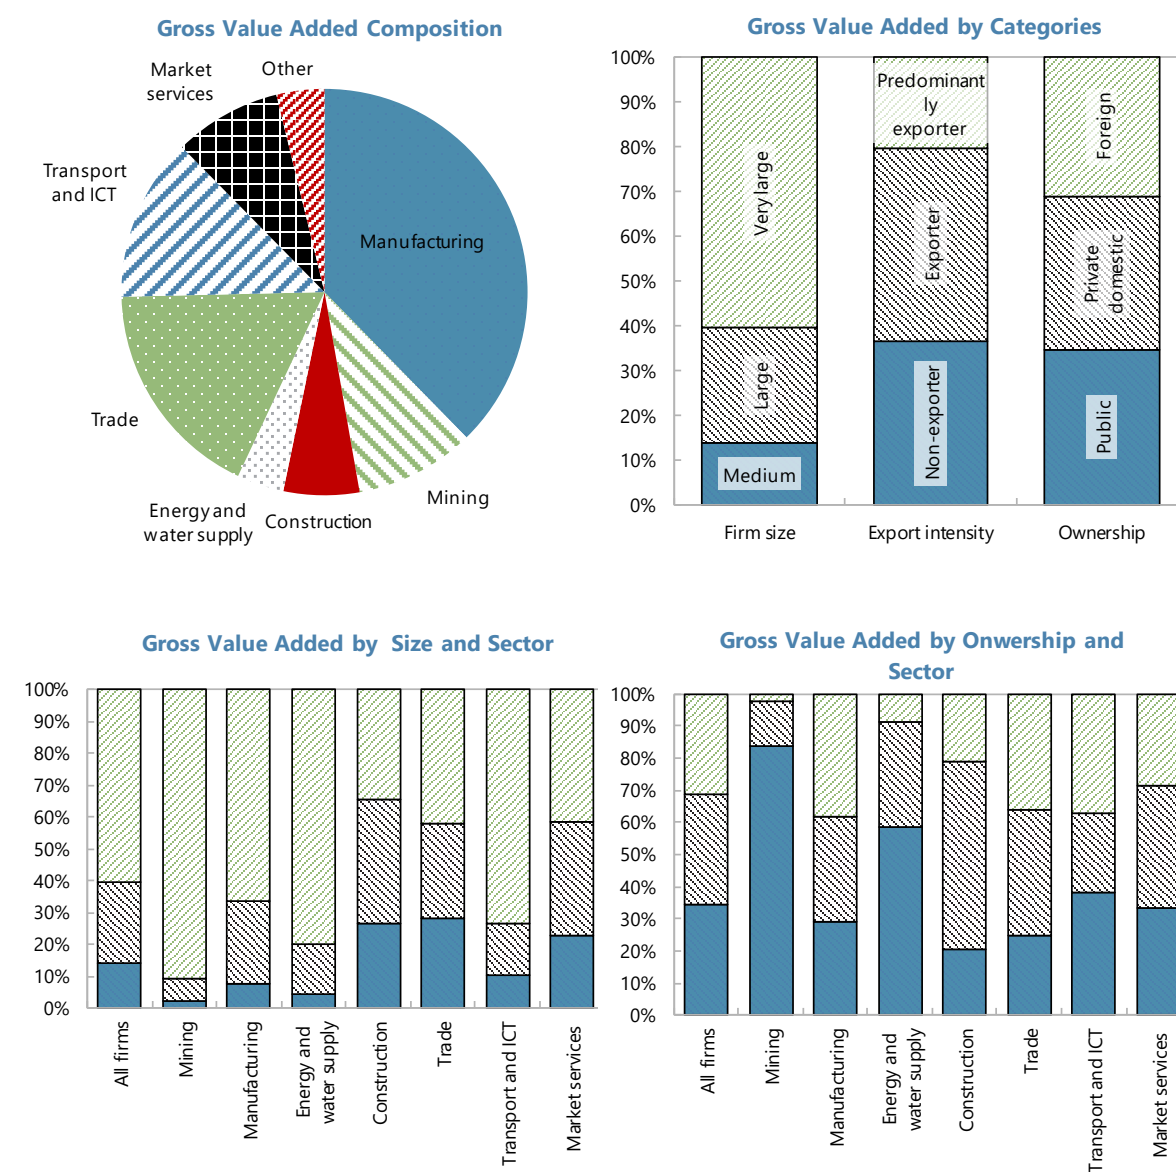 Gross Value Added Composition
Market
services
Other
Transport
and ICT
Manufacturing
Trade
Mining
Energy and
water supply
Construction
Gross Value Added by Categories
100%
90%
80%
70%
60%
50%
40%
30%
20%
10%
0%
Very large
Large
Medium
Predominant
ly
exporter
Exporter
Non-exporter
Foreign
Private
domestic
Public
Firm size
Export intensity
Ownership
Gross Value Added by Size and Sector
100%
90%
80%
70%
60%
50%
40%
30%
20%
10%
0%
All firms
Mining
Manufacturing
Energy and
water supply
Construction
Trade
Transport and ICT
Market services
Gross Value Added by Onwership and
Sector
100%
90%
80%
70%
60%
50%
40%
30%
20%
10%
0%
All firms
Mining
Manufacturing
Energy and
water supply
Construction
Trade
Transport and ICT
Market services